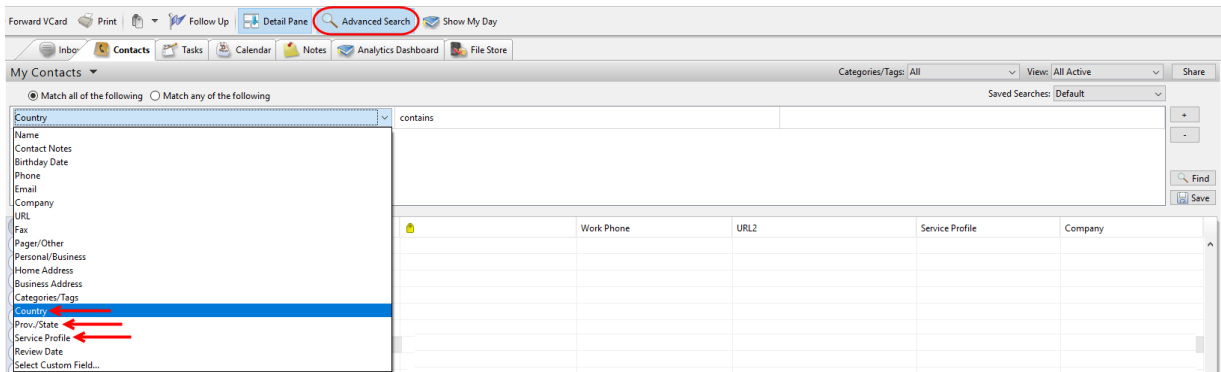 Forward VCard Print Follow Up Detail Pane Advanced Search Show My Day
Inbo Contacts Tasks Calendar Notes Analytics Dashboard File Store
My Contacts Categories/Tags: All View: All Active Share
Match all of the following Match any of the following Saved Searches: Default
Country contains +
Name
-
Contact Notes
Birthday Date
Phone
Find
Email
Company
Save
URL
Fax Work Phone URL2 Service Profile Company
Pager/Other
Personal/Business
Home Address
Business Address
Categories/Tags
Country
Prov./State
Service Profile
Review Date
Select Custom Field...